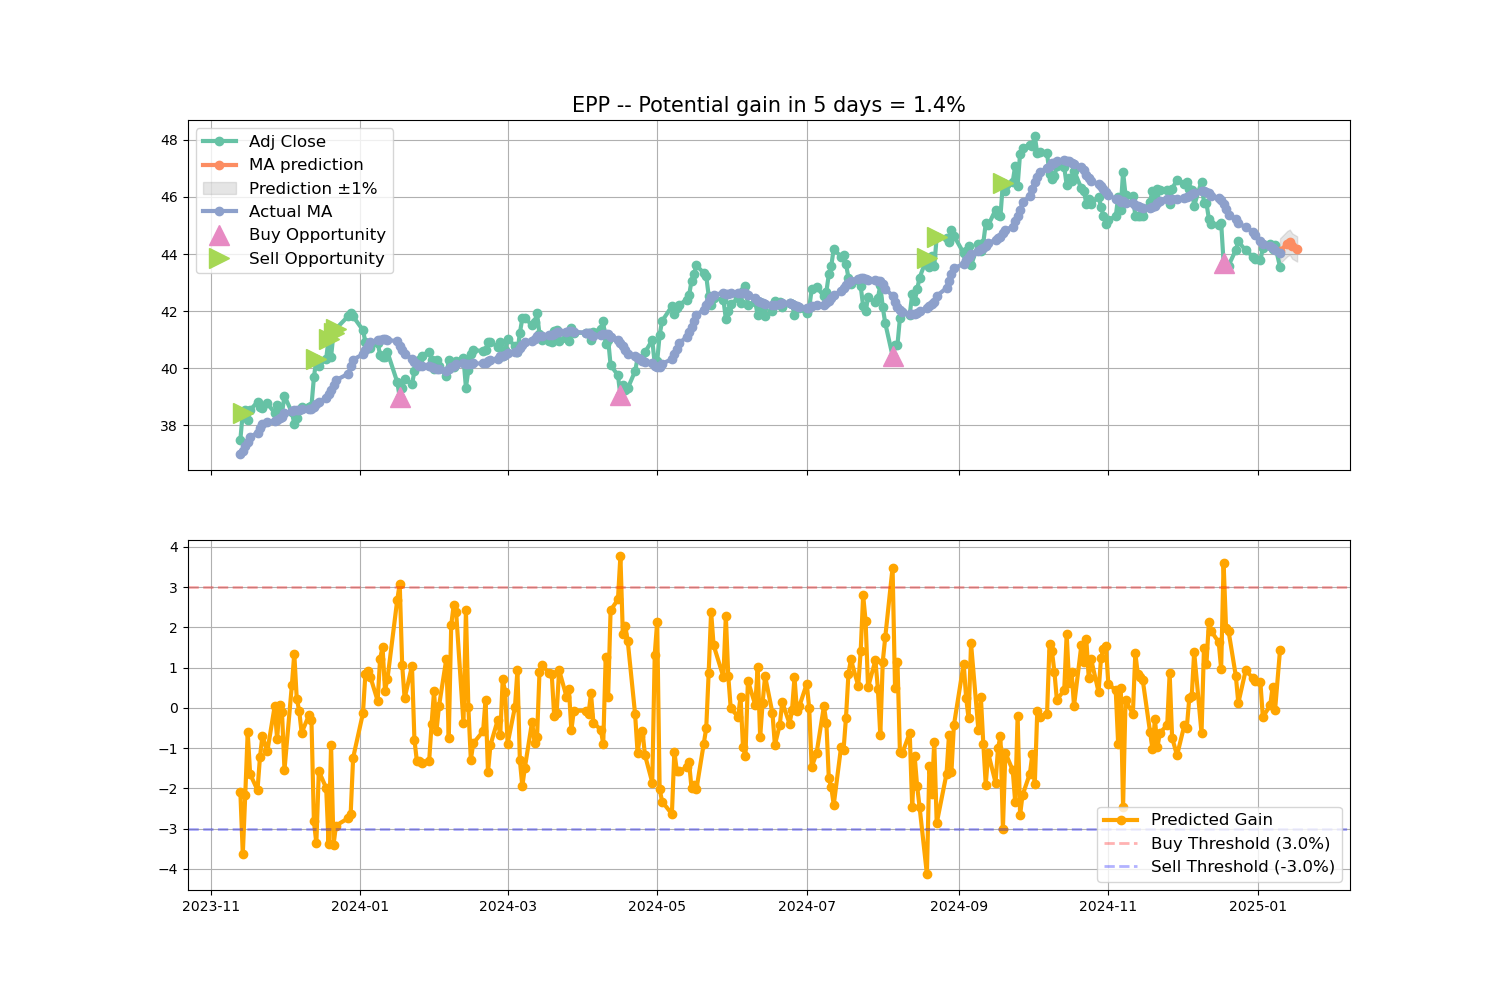 EPP -- Potential gain in 5 days = 1.4%
48
46
44
42
40
38
Adj Close
MA prediction
Prediction ±1%
Actual MA
Buy Opportunity
Sell Opportunity
4
3
2
1
0
−1
−2
−3
−4
Predicted Gain
Buy Threshold (3.0%)
Sell Threshold (-3.0%)
2023-11
2024-01
2024-03
2024-05
2024-07
2024-09
2024-11
2025-01